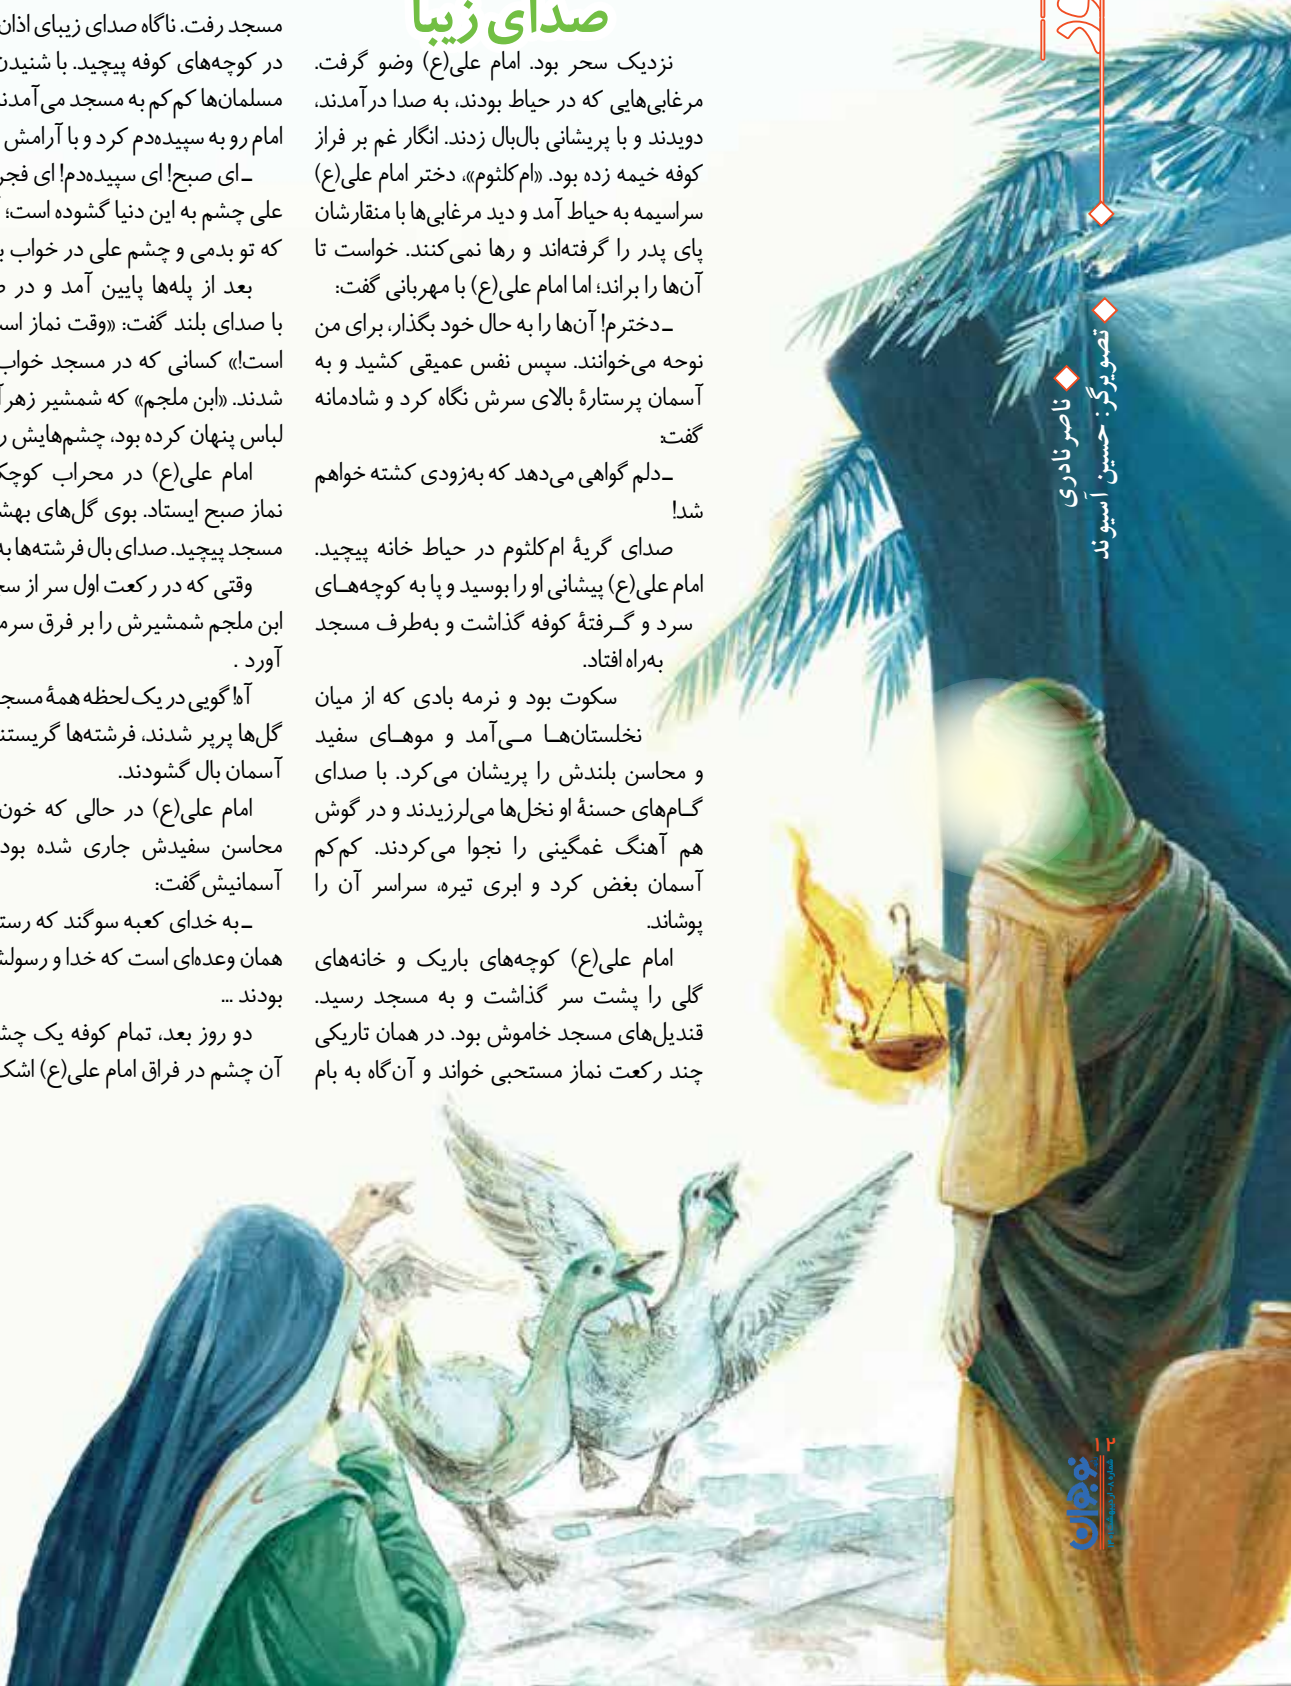 صدای زیبا
نزدیک سحر بود. امام علی(ع) وضو گرفت.
مرغابی‌هایی که در حیاط بودند، به صدا درآمدند،
دویدند و با پریشانی بال‌بال زدند. انگار غم بر فراز
کوفه خیمه زده بود. «ام‌کلثوم»، دختر امام علی(ع)
سراسیمه به حیاط آمد و دید مرغابی‌ها با منقارشان
پای پدر را گرفته‌اند و رها نمی‌کنند. خواست تا
آن‌ها را براند؛ اما امام علی(ع) با مهربانی گفت:
ـ دخترم! آن‌ها را به حال خود بگذار، برای من
نوحه می‌خوانند. سپس نفس عمیقی کشید و به
آسمان پرستارهٔ بالای سرش نگاه کرد و شادمانه
گفت:
ـ دلم گواهی می‌دهد که به‌زودی کشته خواهم
شد!
صدای گریهٔ ام‌کلثوم در حیاط خانه پیچید.
امام علی(ع) پیشانی او را بوسید و پا به کوچه‌هـای
سرد و گـرفتهٔ کوفه گذاشت و به‌طرف مسجد
به‌راه افتاد.
سکوت بود و نرمه بادی که از میان
نخلستان‌هـا مـی‌آمد و موهـای سفید
و محاسن بلندش را پریشان می‌کرد. با صدای
گـام‌های حسنهٔ او نخل‌ها می‌لرزیدند و در گوش
هم آهنگ غمگینی را نجوا می‌کردند. کم‌کم
آسمان بغض کرد و ابری تیره، سراسر آن را
پوشاند.
امام علی(ع) کوچه‌های باریک و خانه‌های
گلی را پشت سر گذاشت و به مسجد رسید.
قندیل‌های مسجد خاموش بود. در همان تاریکی
چند رکعت نماز مستحبی خواند و آن‌گاه به بام
مسجد رفت. ناگاه صدای زیبای اذان
در کوچه‌های کوفه پیچید. با شنیدن
مسلمان‌ها کم‌کم به مسجد می‌آمدند
امام رو به سپیده‌دم کرد و با آرامش
ـ ای صبح! ای سپیده‌دم! ای فجر
علی چشم به این دنیا گشوده است؛
که تو بدمی و چشم علی در خواب
بعد از پله‌ها پایین آمد و در
با صدای بلند گفت: «وقت نماز
است!» کسانی که در مسجد خواب
شدند. «ابن ملجم» که شمشیر
لباس پنهان کرده بود، چشم‌هایش
امام علی(ع) در محراب
نماز صبح ایستاد. بوی گل‌های
مسجد پیچید. صدای بال فرشته‌ها
وقتی که در رکعت اول سر از
ابن ملجم شمشیرش را بر فرق
آورد .
آه! گویی در یک لحظه همهٔ
گل‌ها پرپر شدند، فرشته‌ها
آسمان بال گشودند.
امام علی(ع) در حالی که خون
محاسن سفیدش جاری شده بود
آسمانیش گفت:
ـ به خدای کعبه سوگند که
همان وعده‌ای است که خدا و
بودند ...
دو روز بعد، تمام کوفه یک
آن چشم در فراق امام علی(ع) اشک
ناصر نادری
تصویرگر: حسین آسیوند
۱۲
نوجوان